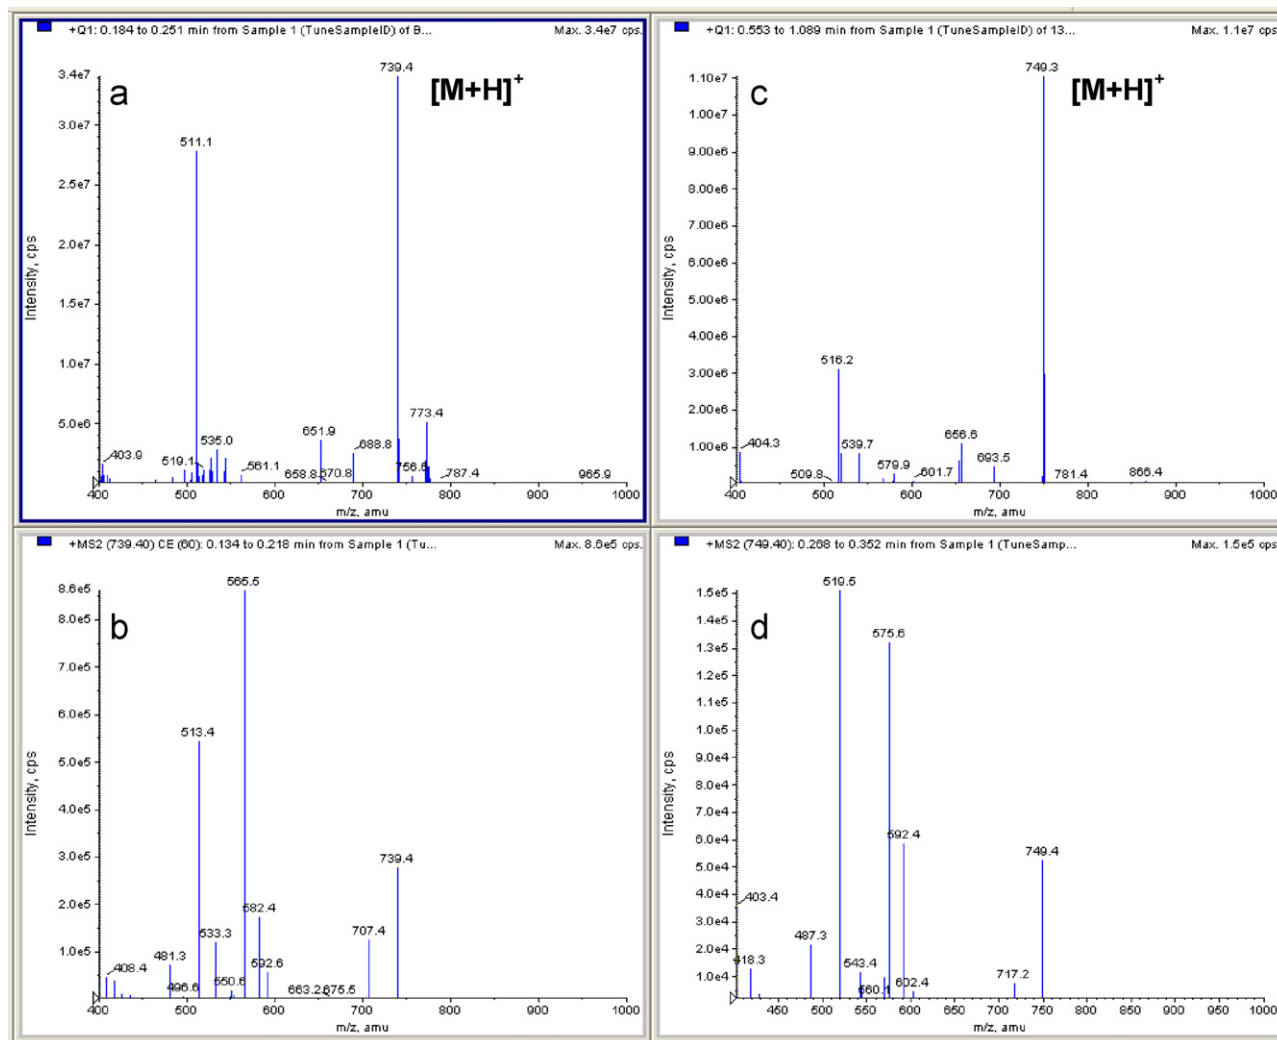 +Q1: 0.184 to 0.251 min from Sample 1 (TuneSampleID) of B...
Max. 3.4e7 cps.
a
[M+H]+
Intensity, cps
3.4e7
3.0e7
2.5e7
2.0e7
1.5e7
1.0e7
5.0e6
739.4
511.1
773.4
651.9
688.8
535.0
403.9
519.1
561.1
658.8
670.8
756.6
787.4
965.9
400 500 600 700 800 900 1000
m/z, amu
+Q1: 0.553 to 1.089 min from Sample 1 (TuneSampleID) of 13...
Max. 1.1e7 cps.
c
[M+H]+
Intensity, cps
1.10e7
1.00e7
9.00e6
8.00e6
7.00e6
6.00e6
5.00e6
4.00e6
3.00e6
2.00e6
1.00e6
749.3
516.2
656.6
404.3
539.7
579.9
693.5
509.8
601.7
781.4
866.4
400 500 600 700 800 900 1000
m/z, amu
+MS2 (739.40) CE (60): 0.134 to 0.218 min from Sample 1 (Tu...
Max. 8.6e5 cps.
b
Intensity, cps
8.6e5
8.0e5
7.0e5
6.0e5
5.0e5
4.0e5
3.0e5
2.0e5
1.0e5
565.5
513.4
739.4
582.4
533.3
707.4
481.3
592.6
408.4
496.6
550.6
663.2
675.5
400 500 600 700 800 900 1000
m/z, amu
+MS2 (749.40): 0.268 to 0.352 min from Sample 1 (TuneSamp...
Max. 1.5e5 cps.
d
Intensity, cps
1.5e5
1.4e5
1.3e5
1.2e5
1.1e5
1.0e5
9.0e4
8.0e4
7.0e4
6.0e4
5.0e4
4.0e4
3.0e4
2.0e4
1.0e4
519.5
575.6
592.4
749.4
403.4
487.3
418.3
543.4
560.1
602.4
717.2
450 500 550 600 650 700 750 800 850 900 950 1000
m/z, amu